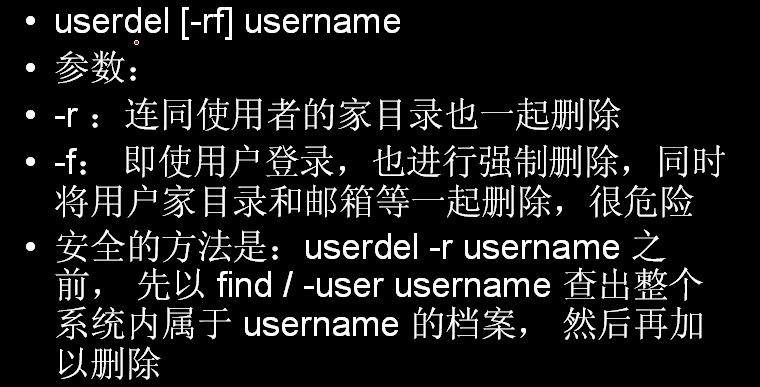 • userdel [-rf] username
• 参数：
• -r ：连同使用者的家目录也一起删除
• -f： 即使用户登录，也进行强制删除，同时
将用户家目录和邮箱等一起删除，很危险
• 安全的方法是：userdel -r username 之
前， 先以 find / -user username 查出整个
系统内属于 username 的档案， 然后再加
以删除